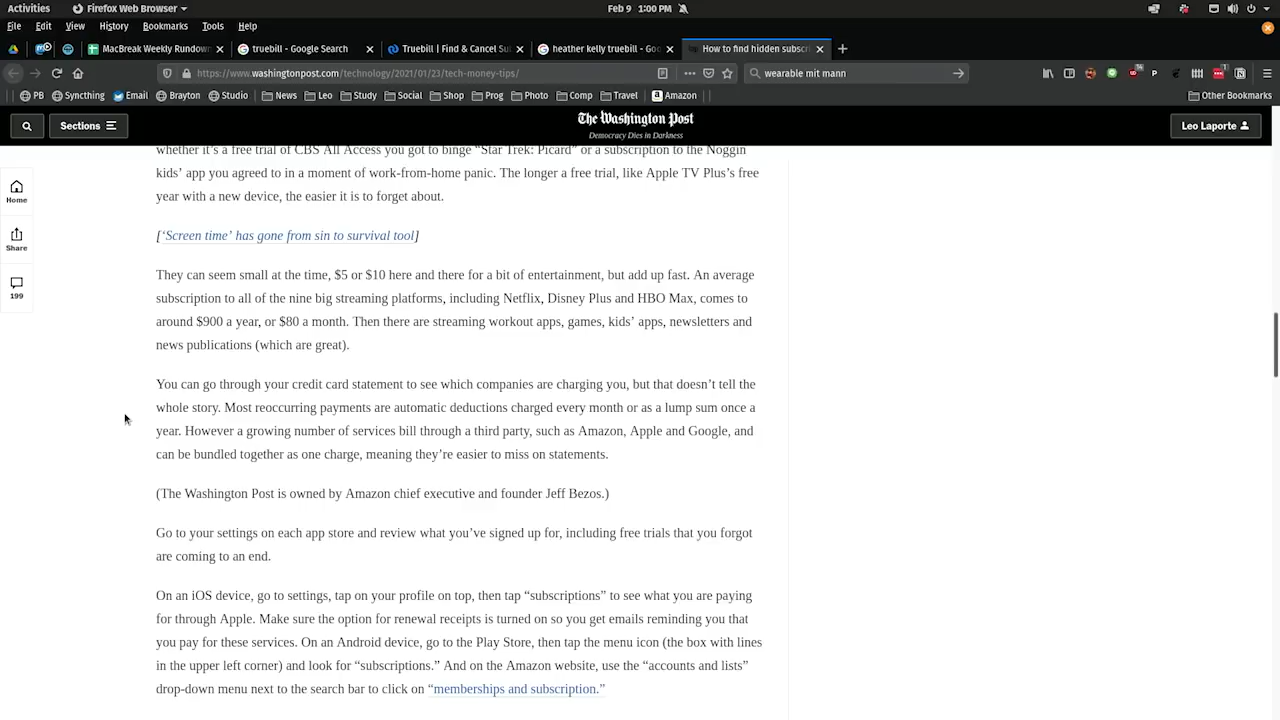 Activities
Firefox Web Browser
Feb 9 1:00 PM
File Edit View History Bookmarks Tools Help
MacBreak Weekly Rundown
truebill - Google Search
Truebill | Find & Cancel Su
heather kelly truebill - Go
How to find hidden subscri
https://www.washingtonpost.com/technology/2021/01/23/tech-money-tips/
wearable mit mann
PB Syncthing Email Brayton Studio News Leo Study Social Shop Prog Photo Comp Travel Amazon Other Bookmarks
Sections
The Washington Post
Democracy Dies in Darkness
Leo Laporte
Home
Share
199
whether it’s a free trial of CBS All Access you got to binge “Star Trek: Picard” or a subscription to the Noggin
kids’ app you agreed to in a moment of work-from-home panic. The longer a free trial, like Apple TV Plus’s free
year with a new device, the easier it is to forget about.
[‘Screen time’ has gone from sin to survival tool]
They can seem small at the time, $5 or $10 here and there for a bit of entertainment, but add up fast. An average
subscription to all of the nine big streaming platforms, including Netflix, Disney Plus and HBO Max, comes to
around $900 a year, or $80 a month. Then there are streaming workout apps, games, kids’ apps, newsletters and
news publications (which are great).
You can go through your credit card statement to see which companies are charging you, but that doesn’t tell the
whole story. Most reoccurring payments are automatic deductions charged every month or as a lump sum once a
year. However a growing number of services bill through a third party, such as Amazon, Apple and Google, and
can be bundled together as one charge, meaning they’re easier to miss on statements.
(The Washington Post is owned by Amazon chief executive and founder Jeff Bezos.)
Go to your settings on each app store and review what you’ve signed up for, including free trials that you forgot
are coming to an end.
On an iOS device, go to settings, tap on your profile on top, then tap “subscriptions” to see what you are paying
for through Apple. Make sure the option for renewal receipts is turned on so you get emails reminding you that
you pay for these services. On an Android device, go to the Play Store, then tap the menu icon (the box with lines
in the upper left corner) and look for “subscriptions.” And on the Amazon website, use the “accounts and lists”
drop-down menu next to the search bar to click on “memberships and subscription.”